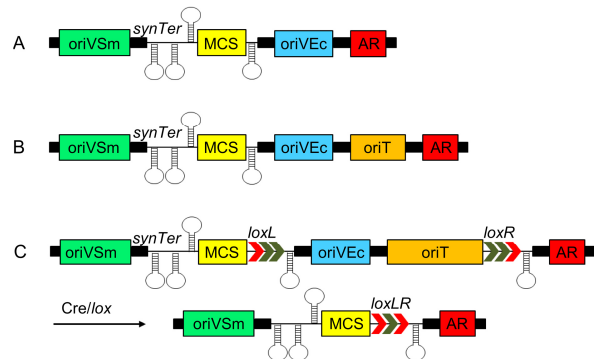 synTer
A oriVSm MCS oriVEc AR
synTer
B oriVSm MCS oriVEc oriT AR
synTer loxL loxR
C oriVSm MCS oriVEc oriT AR
Cre/lox loxLR
oriVSm MCS AR